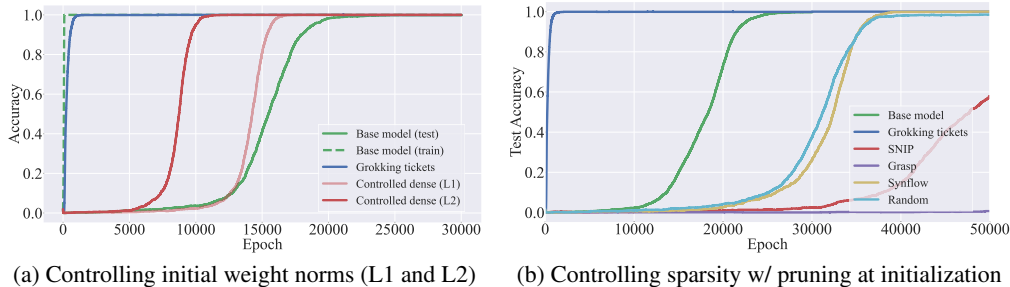 Accuracy
1.0
0.8
0.6
0.4
0.2
0.0
0
5000
10000
15000
20000
25000
30000
Epoch
Base model (test)
Base model (train)
Grokking tickets
Controlled dense (L1)
Controlled dense (L2)
(a) Controlling initial weight norms (L1 and L2)
Test Accuracy
1.0
0.8
0.6
0.4
0.2
0.0
0
10000
20000
30000
40000
50000
Epoch
Base model
Grokking tickets
SNIP
Grasp
Synflow
Random
(b) Controlling sparsity w/ pruning at initialization